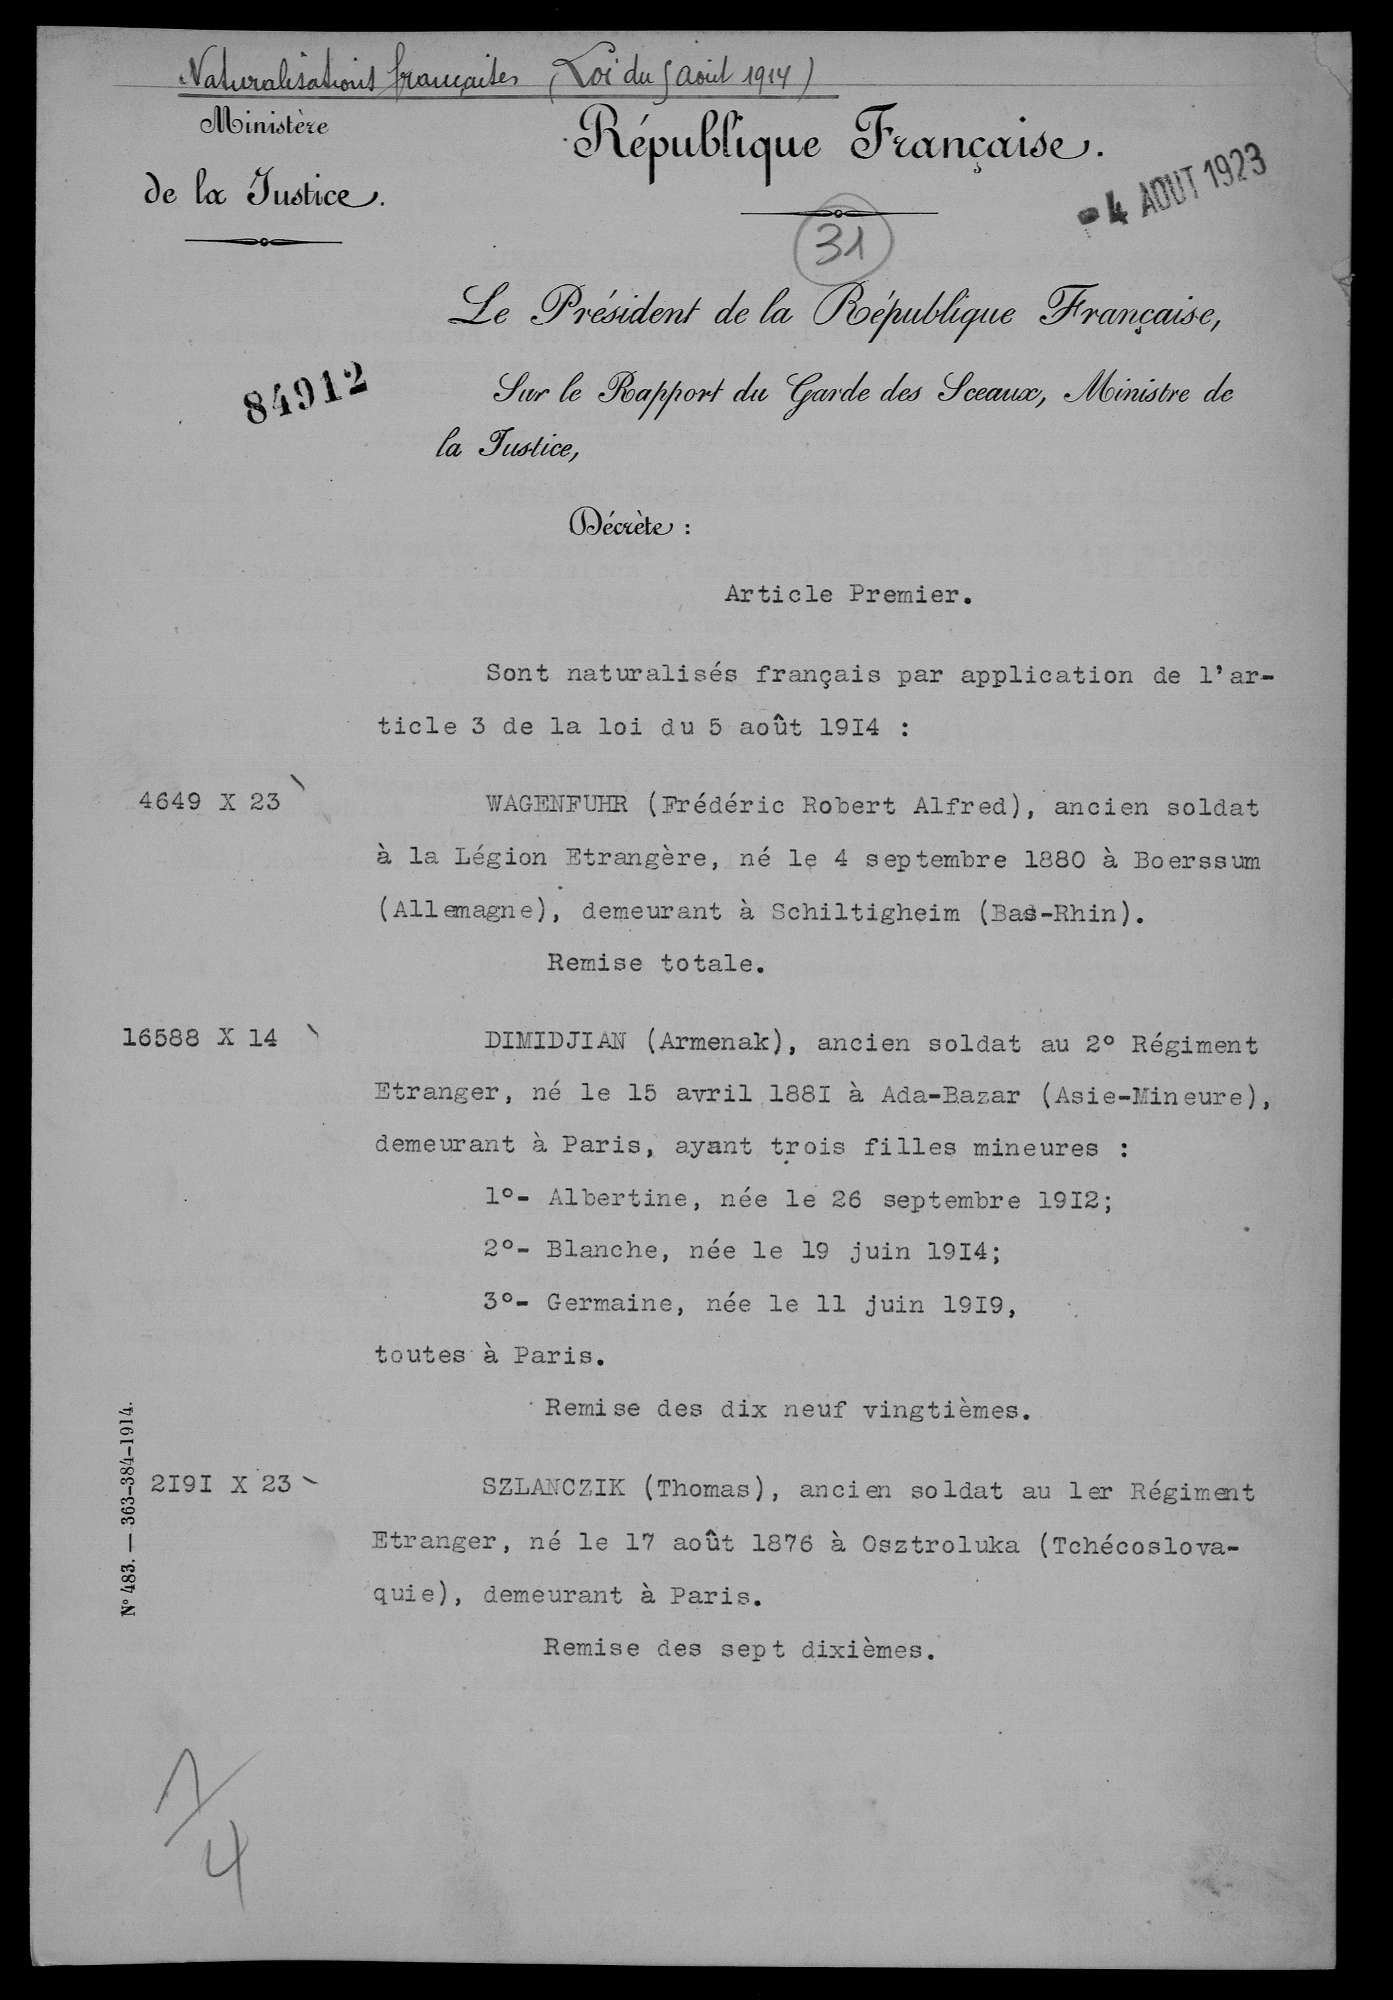 Naturalisations françaises (Loi du 5 août 1914)
Ministère
de la Justice.
République Française.
-4 AOUT 1923
31
Le Président de la République Française,
84912
Sur le Rapport du Garde des Sceaux, Ministre de
la Justice,
Décrète :
Article Premier.
Sont naturalisés français par application de l'ar-
ticle 3 de la loi du 5 août 1914 :
4649 X 23
WAGENFUHR (Frédéric Robert Alfred), ancien soldat
à la Légion Etrangère, né le 4 septembre 1880 à Boerssum
(Allemagne), demeurant à Schiltigheim (Bas-Rhin).
Remise totale.
16588 X 14
DIMIDJIAN (Armenak), ancien soldat au 2° Régiment
Etranger, né le 15 avril 1881 à Ada-Bazar (Asie-Mineure),
demeurant à Paris, ayant trois filles mineures :
1°- Albertine, née le 26 septembre 1912;
2°- Blanche, née le 19 juin 1914;
3°- Germaine, née le 11 juin 1919,
toutes à Paris.
Remise des dix neuf vingtièmes.
2191 X 23
SZLANCZIK (Thomas), ancien soldat au 1er Régiment
Etranger, né le 17 août 1876 à Osztroluka (Tchécoslova-
quie), demeurant à Paris.
Remise des sept dixièmes.
N° 483. — 363-384-1914.
1/4